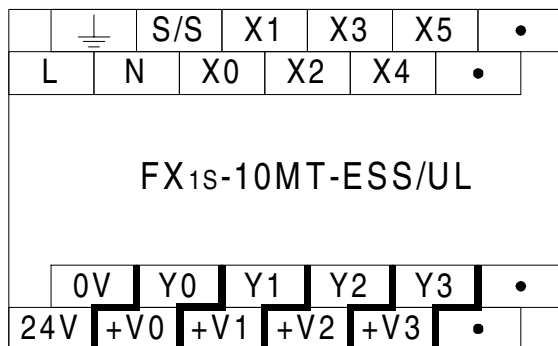 ⏚ S/S X1 X3 X5 •
L N X0 X2 X4 •
FX1S-10MT-ESS/UL
0V Y0 Y1 Y2 Y3 •
24V +V0 +V1 +V2 +V3 •